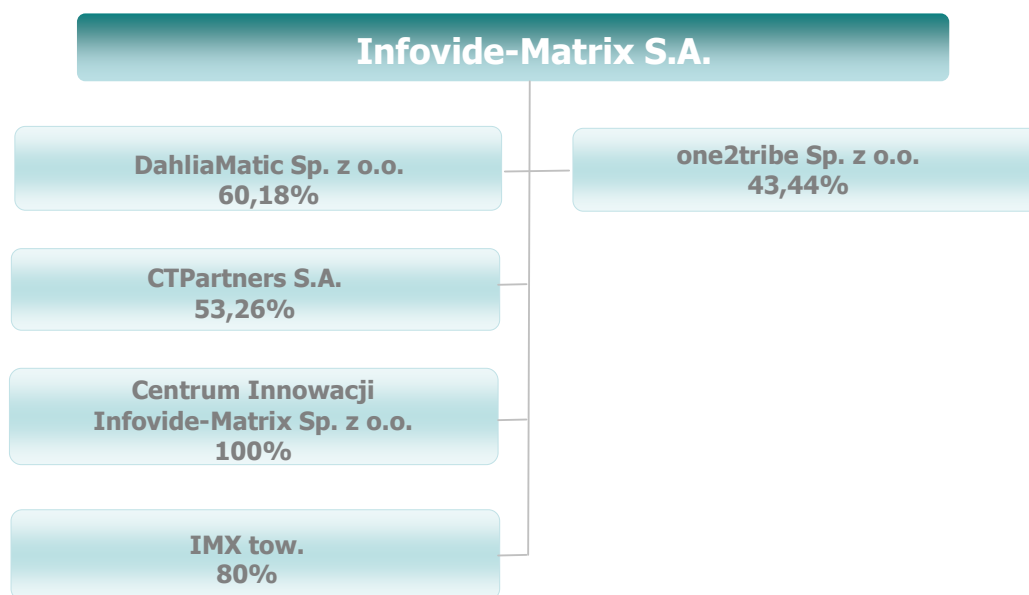 Infovide-Matrix S.A.
DahliaMatic Sp. z o.o.
60,18%
one2tribe Sp. z o.o.
43,44%
CTPartners S.A.
53,26%
Centrum Innowacji
Infovide-Matrix Sp. z o.o.
100%
IMX tow.
80%